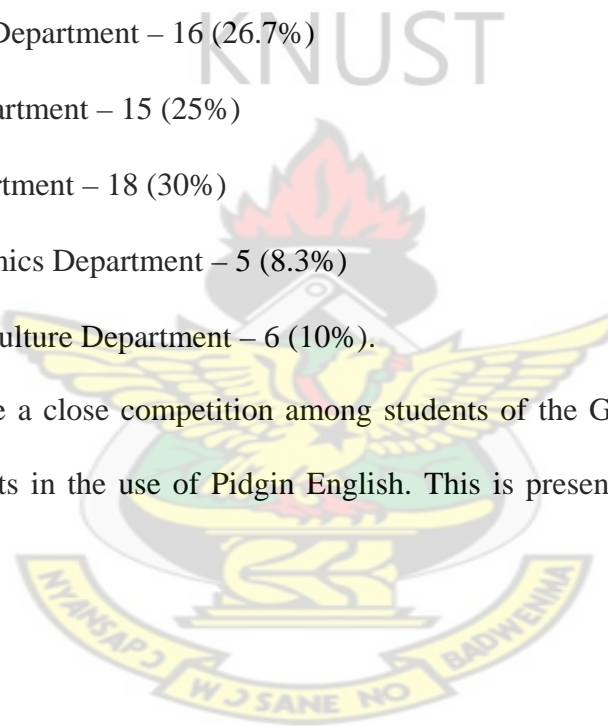 KNUST
Department – 16 (26.7%)
artment – 15 (25%)
rtment – 18 (30%)
nics Department – 5 (8.3%)
ulture Department – 6 (10%).
e a close competition among students of the G
ts in the use of Pidgin English. This is presen
NYANSAPƆ WƆSANE NO BADWENMA